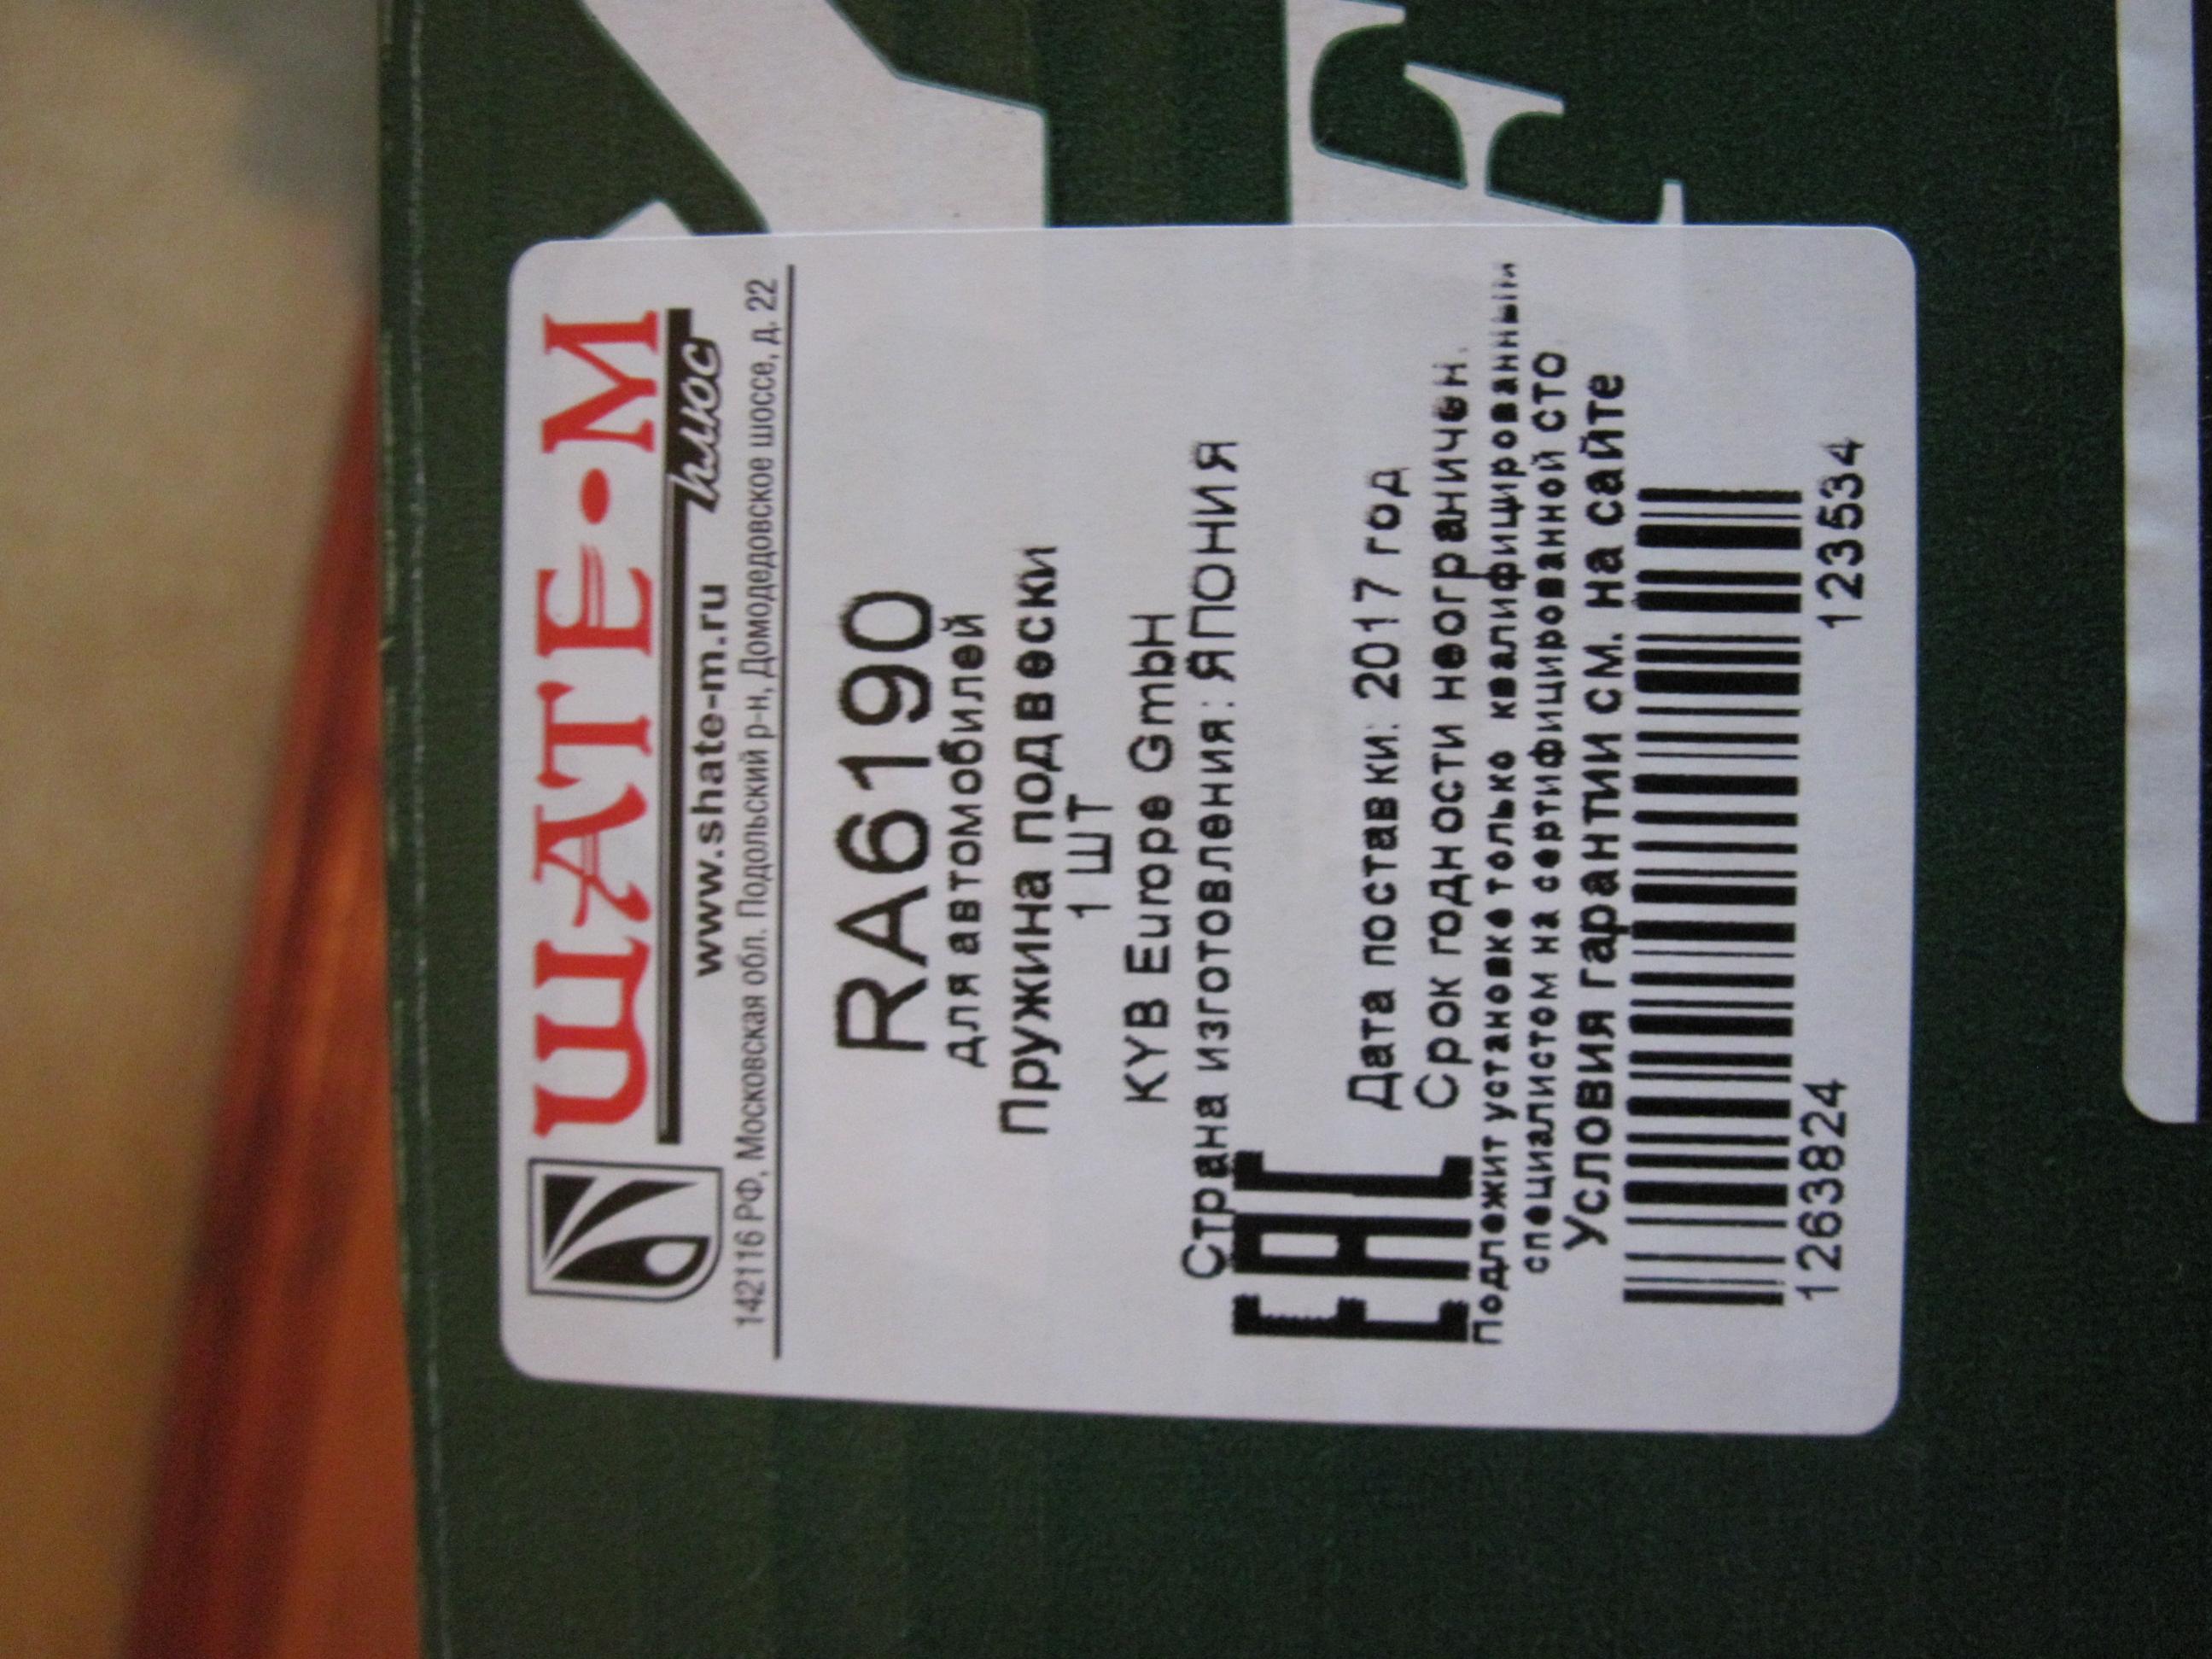 ШАТЕ-М
плюс
www.shate-m.ru
142116 РФ, Московская обл. Подольский р-н, Домодедовское шоссе, д. 22
RA6190
для автомобилей
Пружина подвески
1 шт
KYB Europe GmbH
Страна изготовления: ЯПОНИЯ
EAC
Дата поставки: 2017 год
Срок годности неограничен.
Подлежит установке только квалифицированным
специалистом на сертифицированной СТО
Условия гарантии см. на сайте
1263824 123534